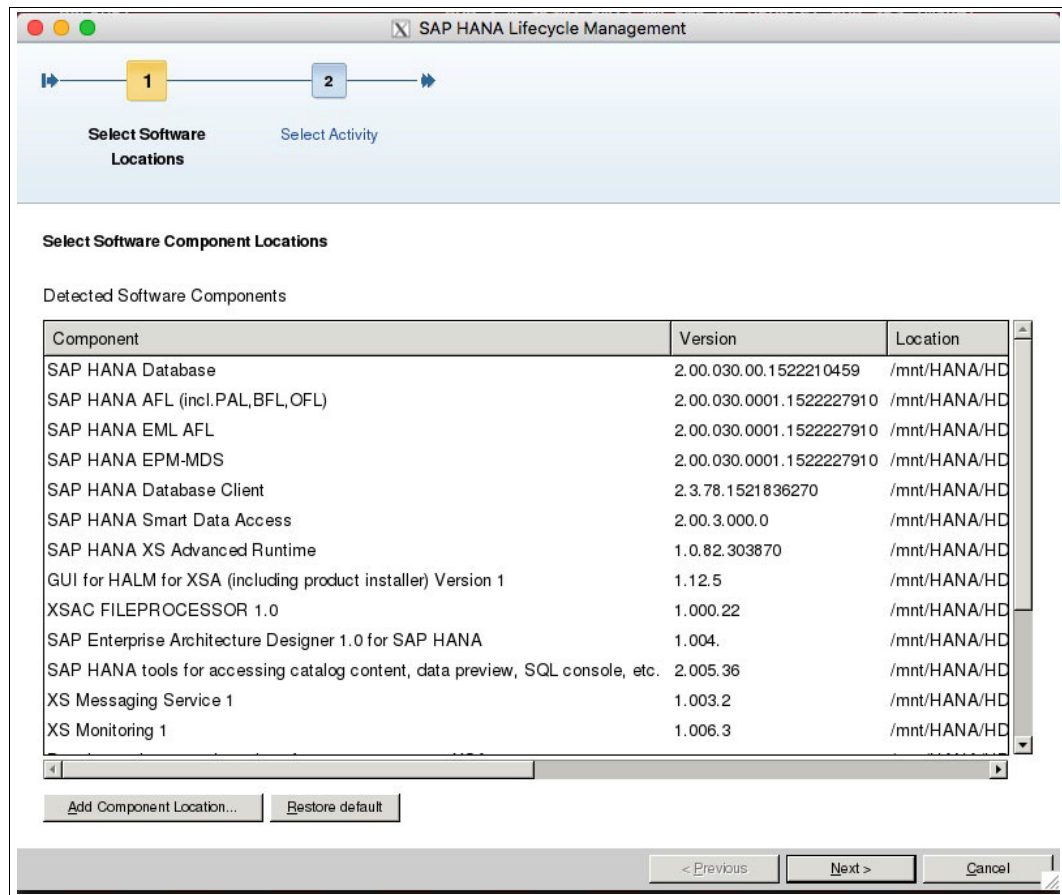 SAP HANA Lifecycle Management
1
2
Select Software
Locations
Select Activity
Select Software Component Locations
Detected Software Components
Component Version Location
SAP HANA Database 2.00.030.00.1522210459 /mnt/HANA/HD
SAP HANA AFL (incl.PAL,BFL,OFL) 2.00.030.0001.1522227910 /mnt/HANA/HD
SAP HANA EML AFL 2.00.030.0001.1522227910 /mnt/HANA/HD
SAP HANA EPM-MDS 2.00.030.0001.1522227910 /mnt/HANA/HD
SAP HANA Database Client 2.3.78.1521836270 /mnt/HANA/HD
SAP HANA Smart Data Access 2.00.3.000.0 /mnt/HANA/HD
SAP HANA XS Advanced Runtime 1.0.82.303870 /mnt/HANA/HD
GUI for HALM for XSA (including product installer) Version 1 1.12.5 /mnt/HANA/HD
XSAC FILEPROCESSOR 1.0 1.000.22 /mnt/HANA/HD
SAP Enterprise Architecture Designer 1.0 for SAP HANA 1.004. /mnt/HANA/HD
SAP HANA tools for accessing catalog content, data preview, SQL console, etc. 2.005.36 /mnt/HANA/HD
XS Messaging Service 1 1.003.2 /mnt/HANA/HD
XS Monitoring 1 1.006.3 /mnt/HANA/HD
Add Component Location... Restore default
< Previous Next > Cancel